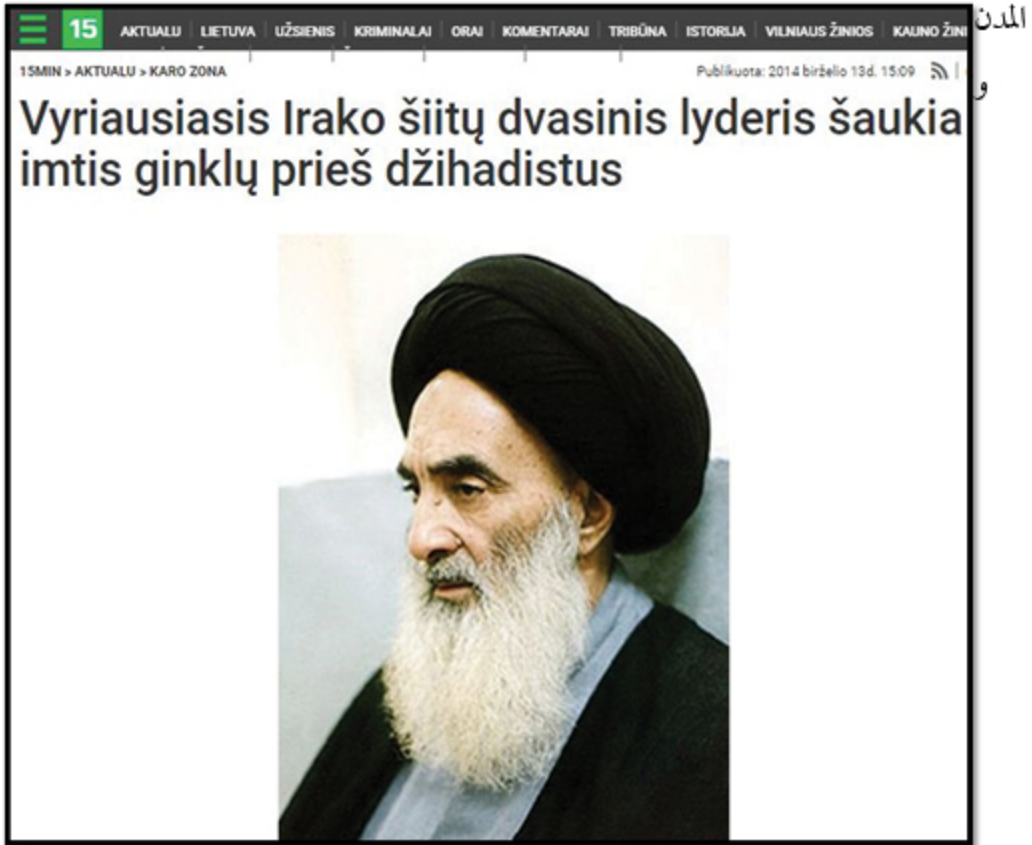 15 AKTUALU LIETUVA UŽSIENIS KRIMINALAI ORAI KOMENTARAI TRIBŪNA ISTORIJA VILNIAUS ŽINIOS KAUNO ŽINI
المدن
15MIN > AKTUALU > KARO ZONA
Publikuota: 2014 birželio 13d. 15:09
و
Vyriausiasis Irako šiitų dvasinis lyderis šaukia
imtis ginklų prieš džihadistus